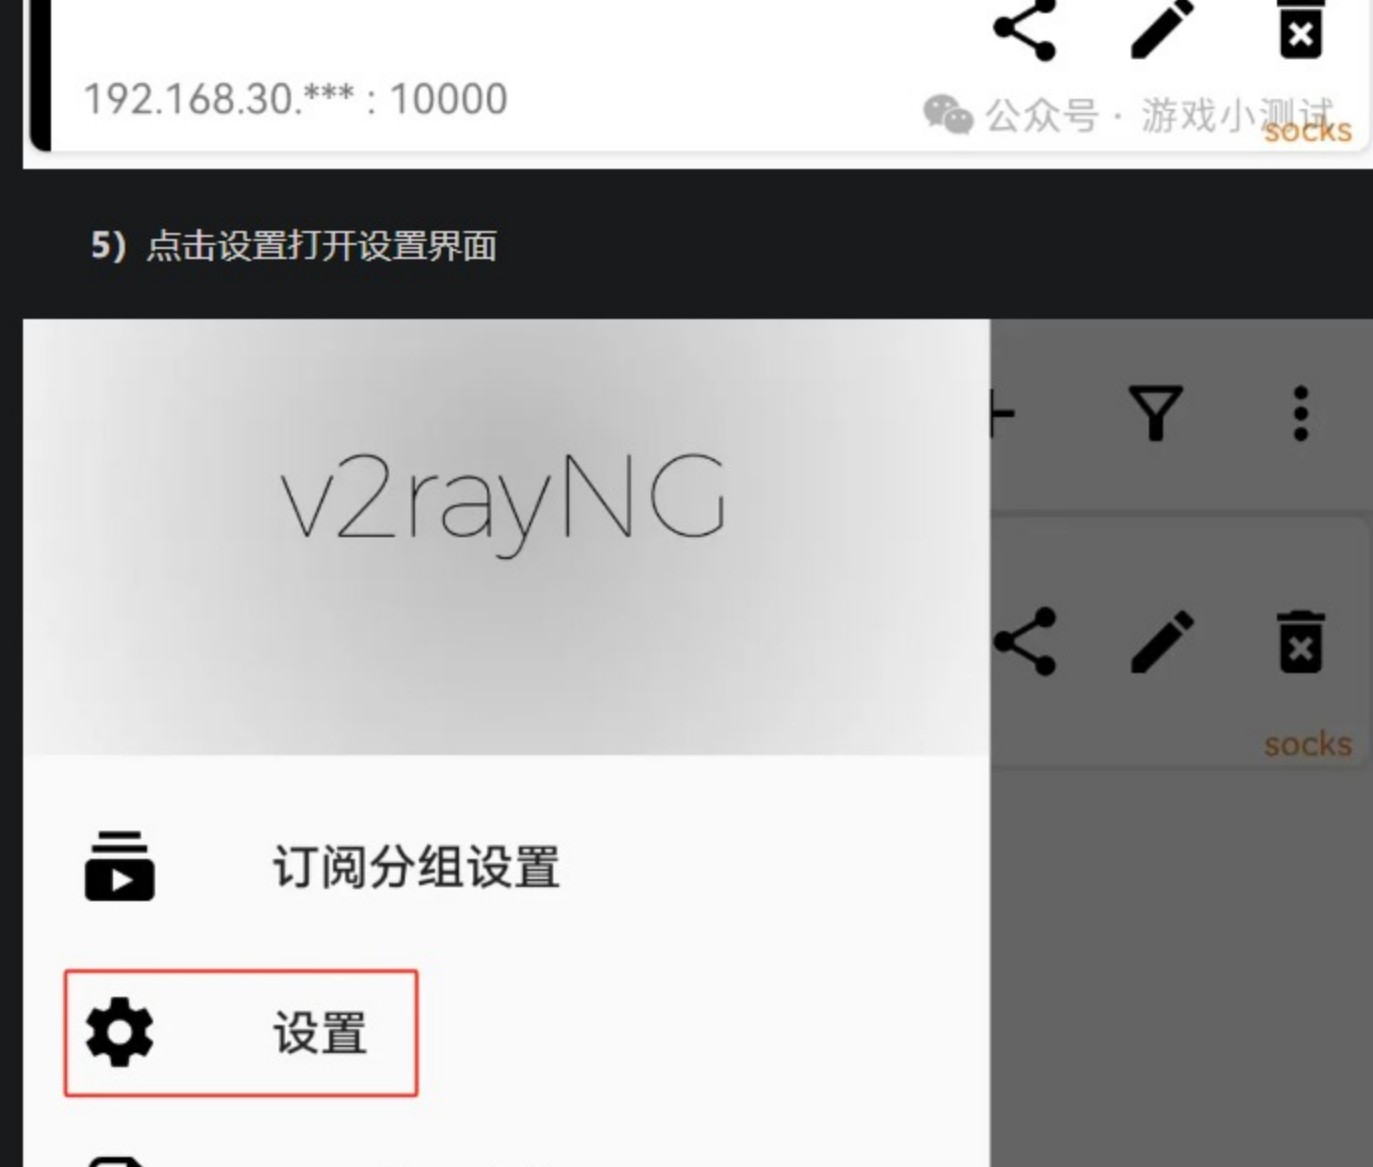 192.168.30.*** : 10000
公众号 · 游戏小测试
socks
5) 点击设置打开设置界面
v2rayNG
socks
订阅分组设置
设置